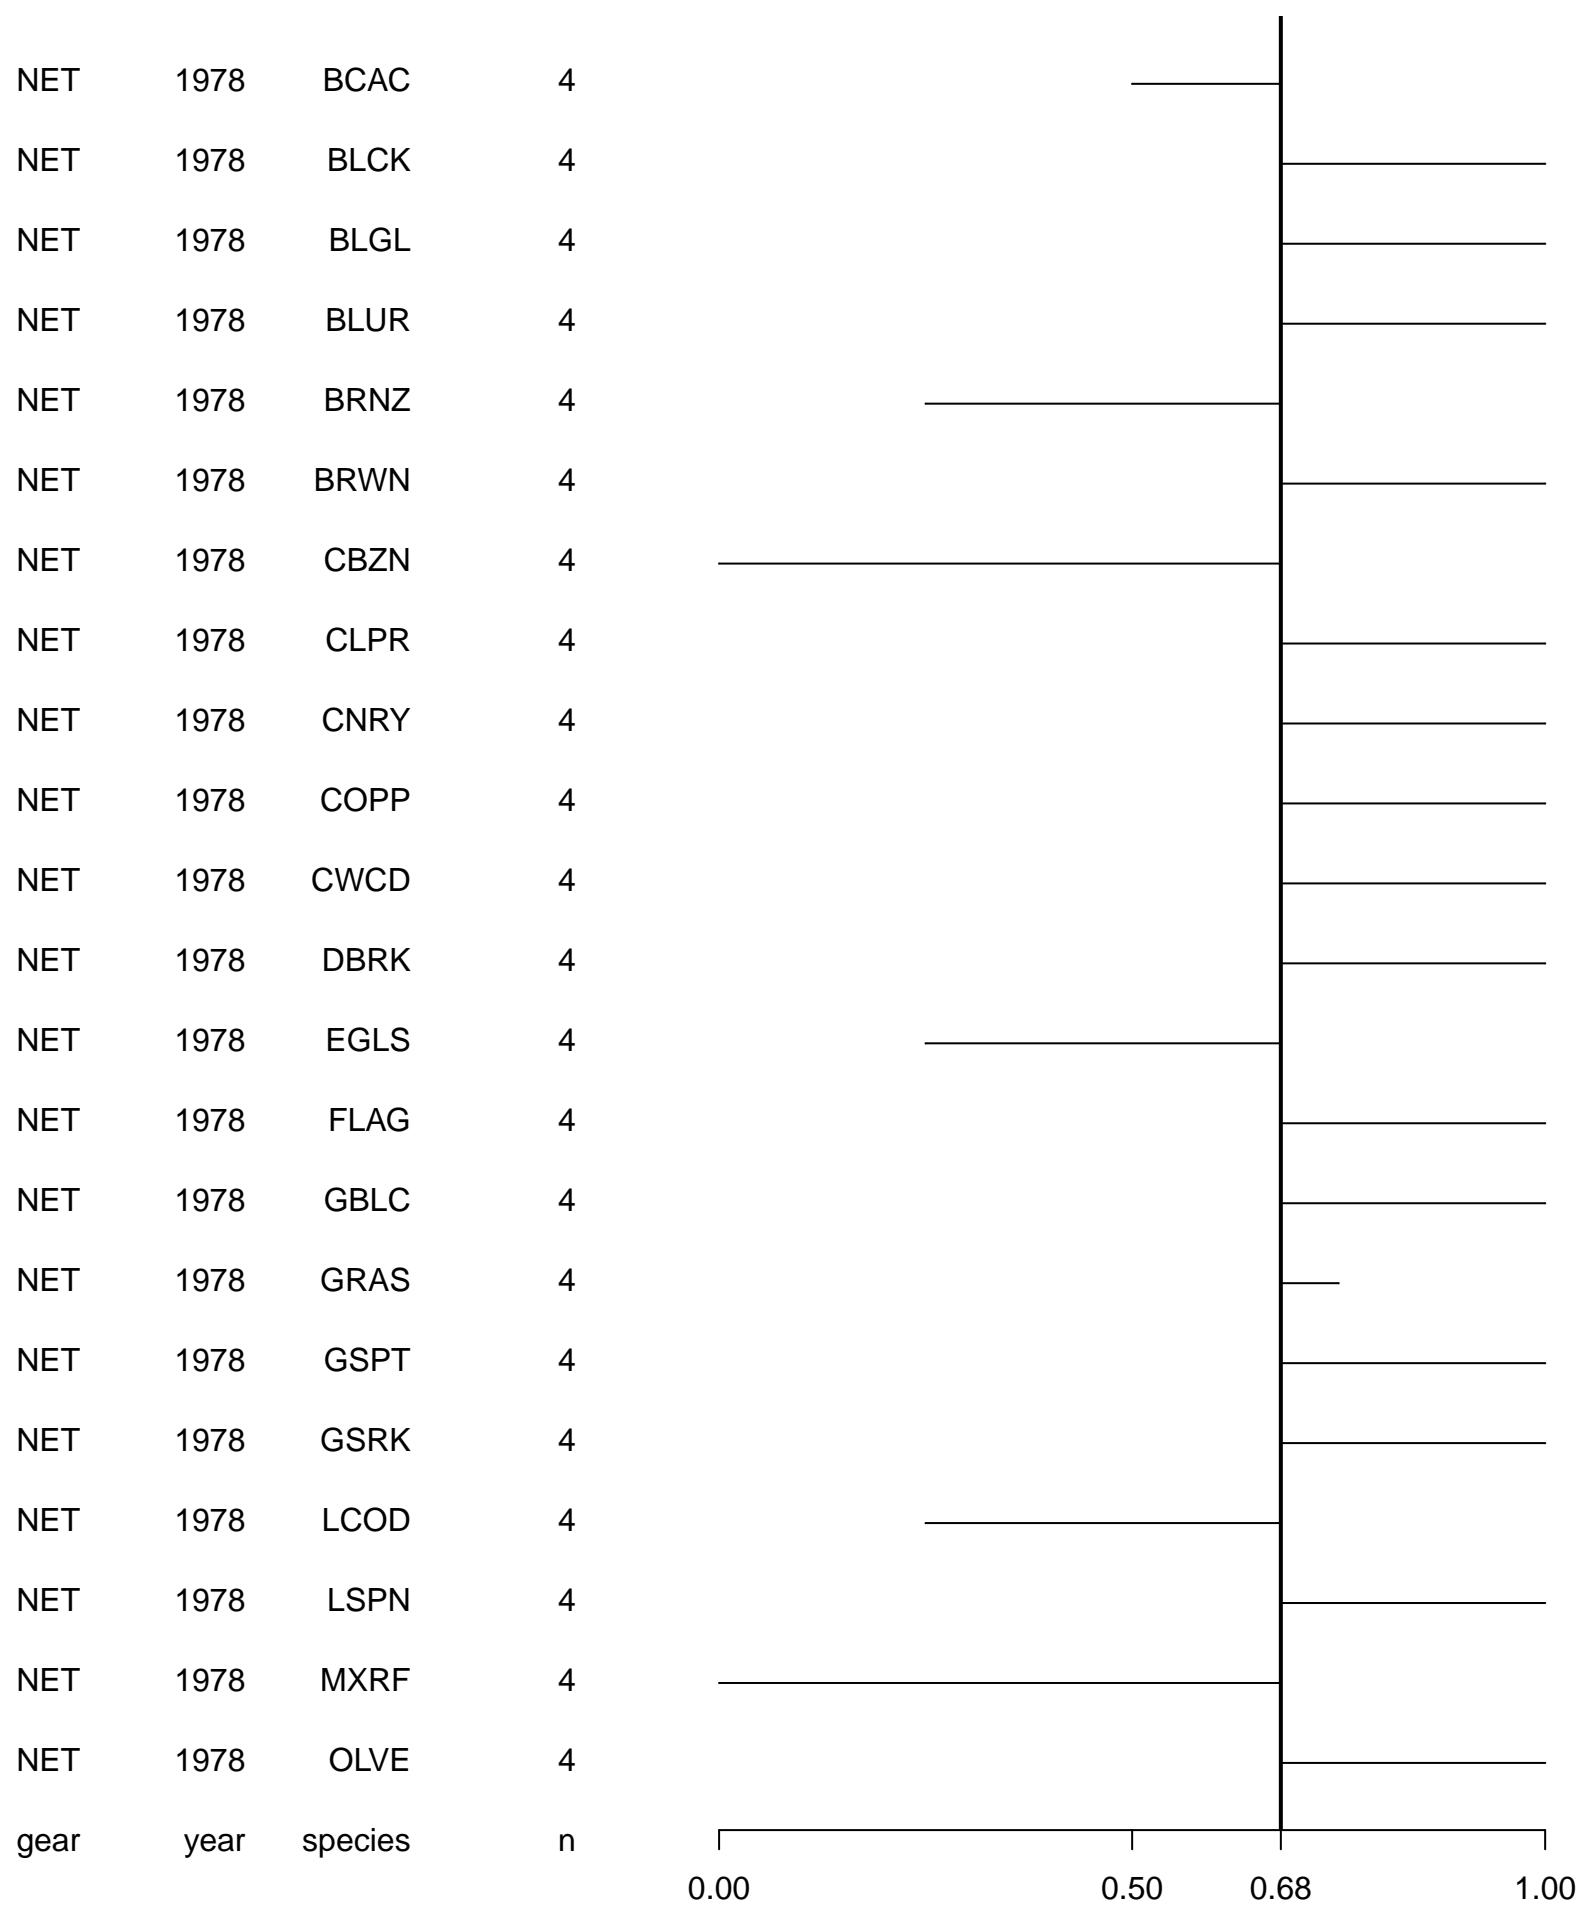 NET 1978 BCAC 4
NET 1978 BLCK 4
NET 1978 BLGL 4
NET 1978 BLUR 4
NET 1978 BRNZ 4
NET 1978 BRWN 4
NET 1978 CBZN 4
NET 1978 CLPR 4
NET 1978 CNRY 4
NET 1978 COPP 4
NET 1978 CWCD 4
NET 1978 DBRK 4
NET 1978 EGLS 4
NET 1978 FLAG 4
NET 1978 GBLC 4
NET 1978 GRAS 4
NET 1978 GSPT 4
NET 1978 GSRK 4
NET 1978 LCOD 4
NET 1978 LSPN 4
NET 1978 MXRF 4
NET 1978 OLVE 4
gear year species n
0.00 0.50 0.68 1.00